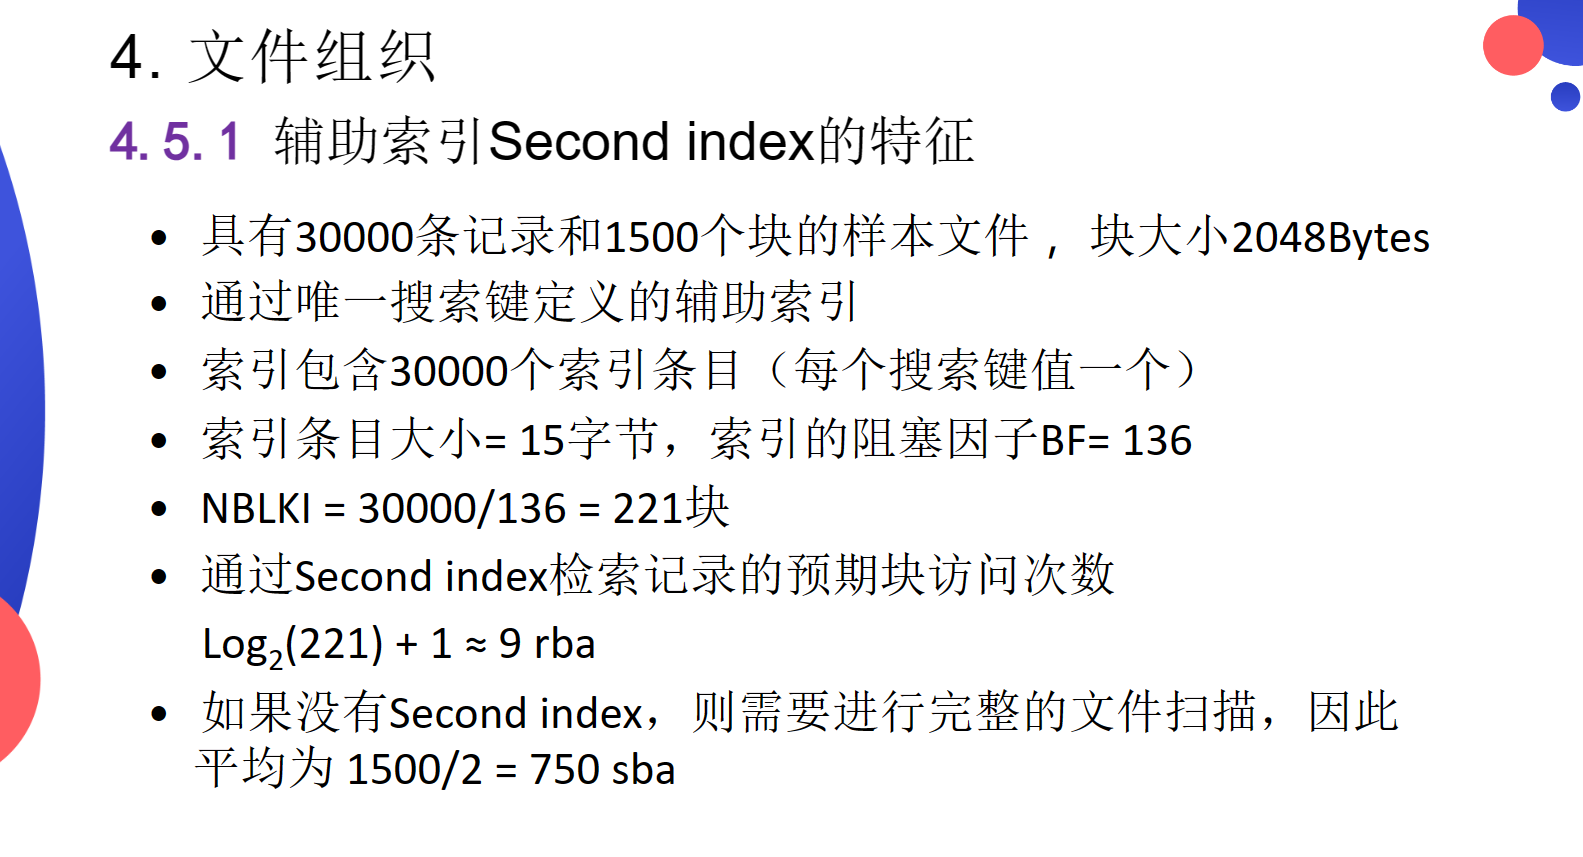 4. 文件组织
4.5.1 辅助索引Second index的特征
• 具有30000条记录和1500个块的样本文件，块大小2048Bytes
• 通过唯一搜索键定义的辅助索引
• 索引包含30000个索引条目（每个搜索键值一个）
• 索引条目大小= 15字节，索引的阻塞因子BF= 136
• NBLKI = 30000/136 = 221块
• 通过Second index检索记录的预期块访问次数
Log₂(221) + 1 ≈ 9 rba
• 如果没有Second index，则需要进行完整的文件扫描，因此
平均为 1500/2 = 750 sba